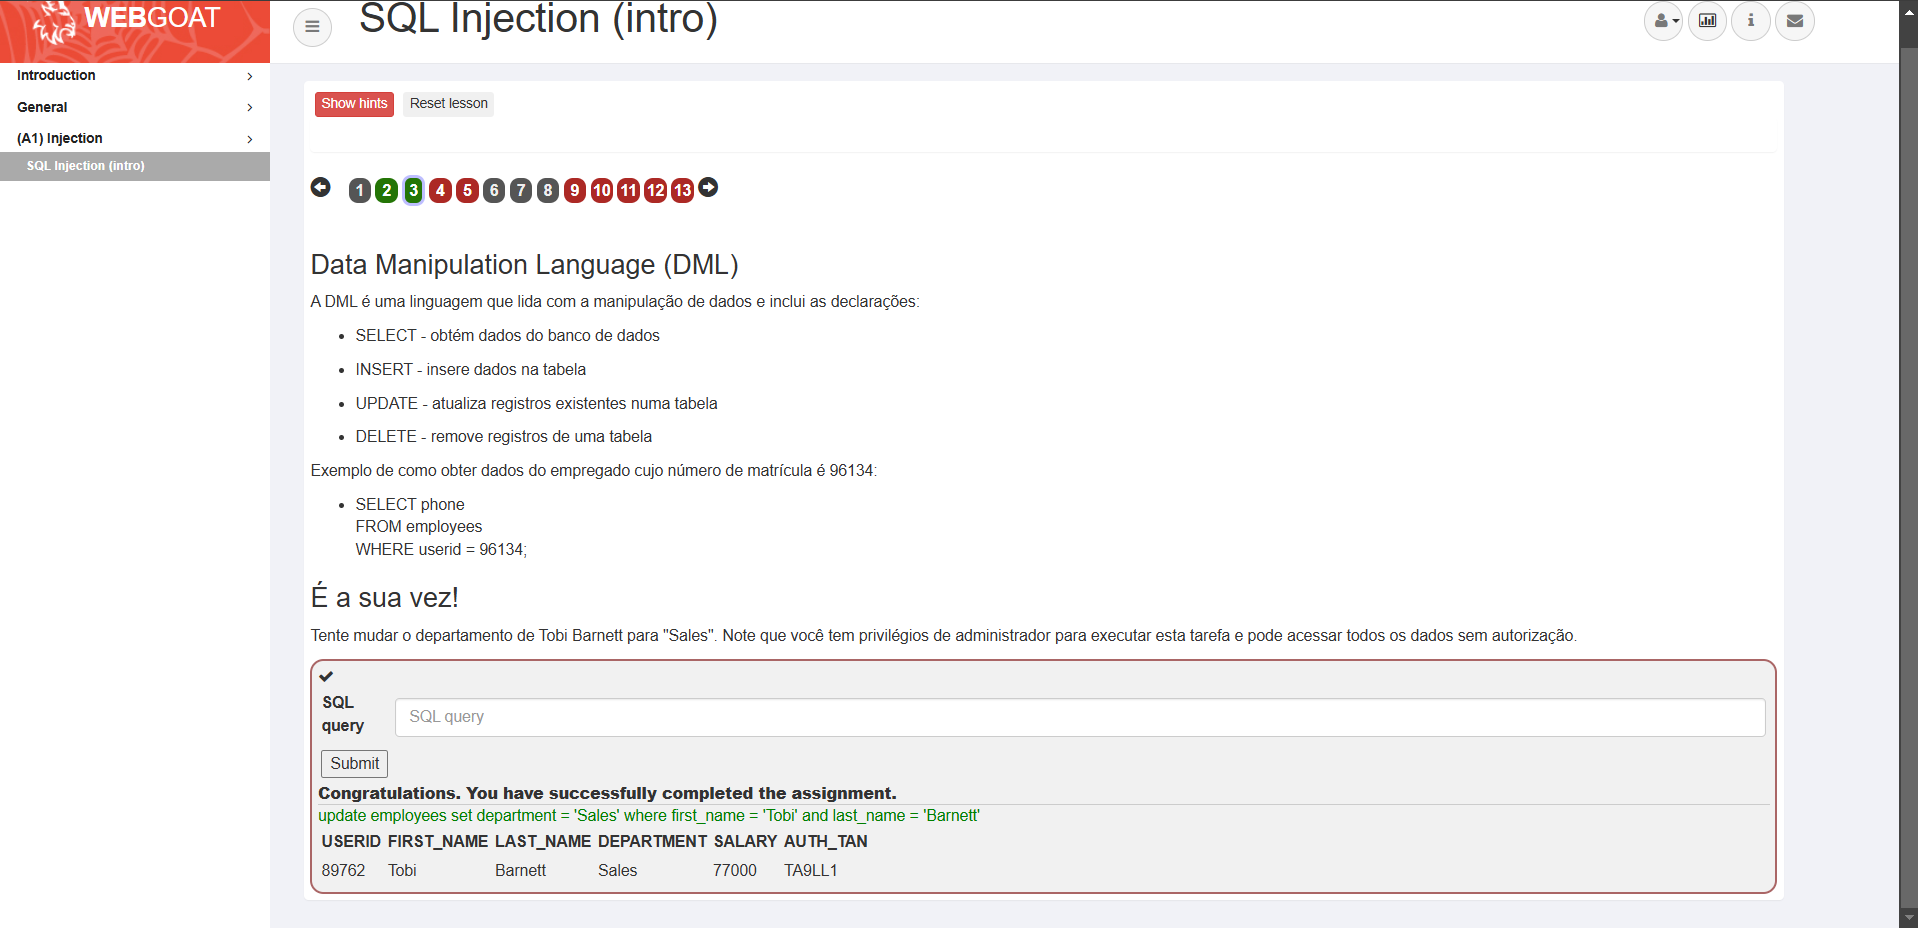 WEBGOAT
SQL Injection (intro)
Introduction
General
(A1) Injection
SQL Injection (intro)
Show hints Reset lesson
1 2 3 4 5 6 7 8 9 10 11 12 13
Data Manipulation Language (DML)
A DML é uma linguagem que lida com a manipulação de dados e inclui as declarações:
SELECT - obtém dados do banco de dados
INSERT - insere dados na tabela
UPDATE - atualiza registros existentes numa tabela
DELETE - remove registros de uma tabela
Exemplo de como obter dados do empregado cujo número de matrícula é 96134:
SELECT phone
FROM employees
WHERE userid = 96134;
É a sua vez!
Tente mudar o departamento de Tobi Barnett para "Sales". Note que você tem privilégios de administrador para executar esta tarefa e pode acessar todos os dados sem autorização.
SQL
query
SQL query
Submit
Congratulations. You have successfully completed the assignment.
update employees set department = 'Sales' where first_name = 'Tobi' and last_name = 'Barnett'
USERID FIRST_NAME LAST_NAME DEPARTMENT SALARY AUTH_TAN
89762 Tobi Barnett Sales 77000 TA9LL1